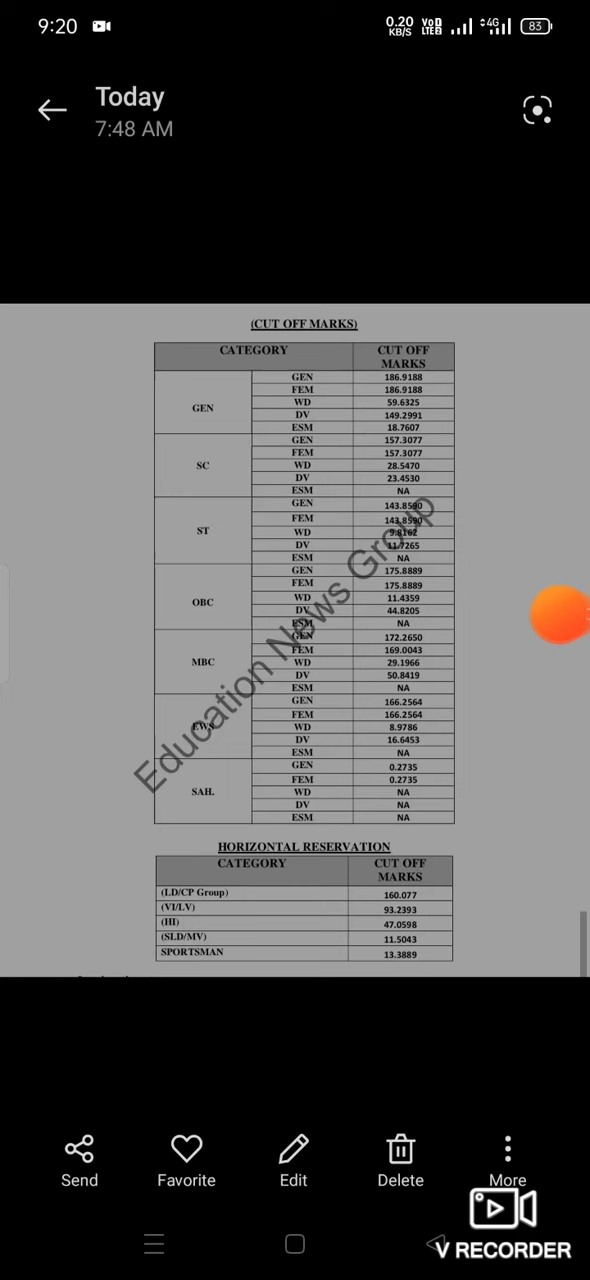 9:20 0.20 KB/S VoD LTE2 4G 83
Today
7:48 AM
(CUT OFF MARKS)
CATEGORY CUT OFF MARKS
GEN GEN 186.9188
FEM 186.9188
WD 59.6325
DV 149.2991
ESM 18.7607
SC GEN 157.3077
FEM 157.3077
WD 28.5470
DV 23.4530
ESM NA
ST GEN 143.8590
FEM 143.8590
WD 9.8162
DV 11.7265
ESM NA
OBC GEN 175.8889
FEM 175.8889
WD 11.4359
DV 44.8205
ESM NA
MBC GEN 172.2650
FEM 169.0043
WD 29.1966
DV 50.8419
ESM NA
EWS GEN 166.2564
FEM 166.2564
WD 8.9786
DV 16.6453
ESM NA
SAH. GEN 0.2735
FEM 0.2735
WD NA
DV NA
ESM NA
Education News Group
HORIZONTAL RESERVATION
CATEGORY CUT OFF MARKS
(LD/CP Group) 160.077
(VI/LV) 93.2393
(HI) 47.0598
(SLD/MV) 11.5043
SPORTSMAN 13.3889
Send Favorite Edit Delete More
V RECORDER